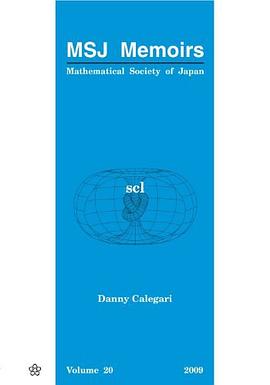 MSJ Memoirs
Mathematical Society of Japan
scl
Danny Calegari
Volume 20 2009